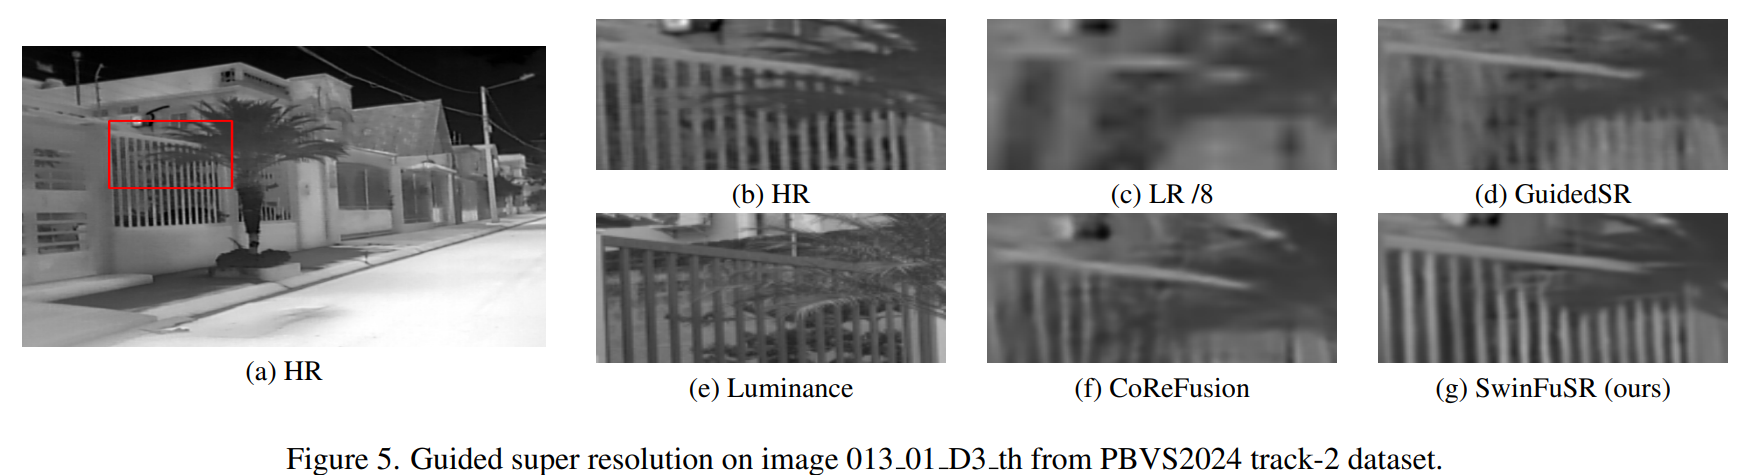 (a) HR
(b) HR
(c) LR /8
(d) GuidedSR
(e) Luminance
(f) CoReFusion
(g) SwinFuSR (ours)
Figure 5. Guided super resolution on image 013_01_D3_th from PBVS2024 track-2 dataset.